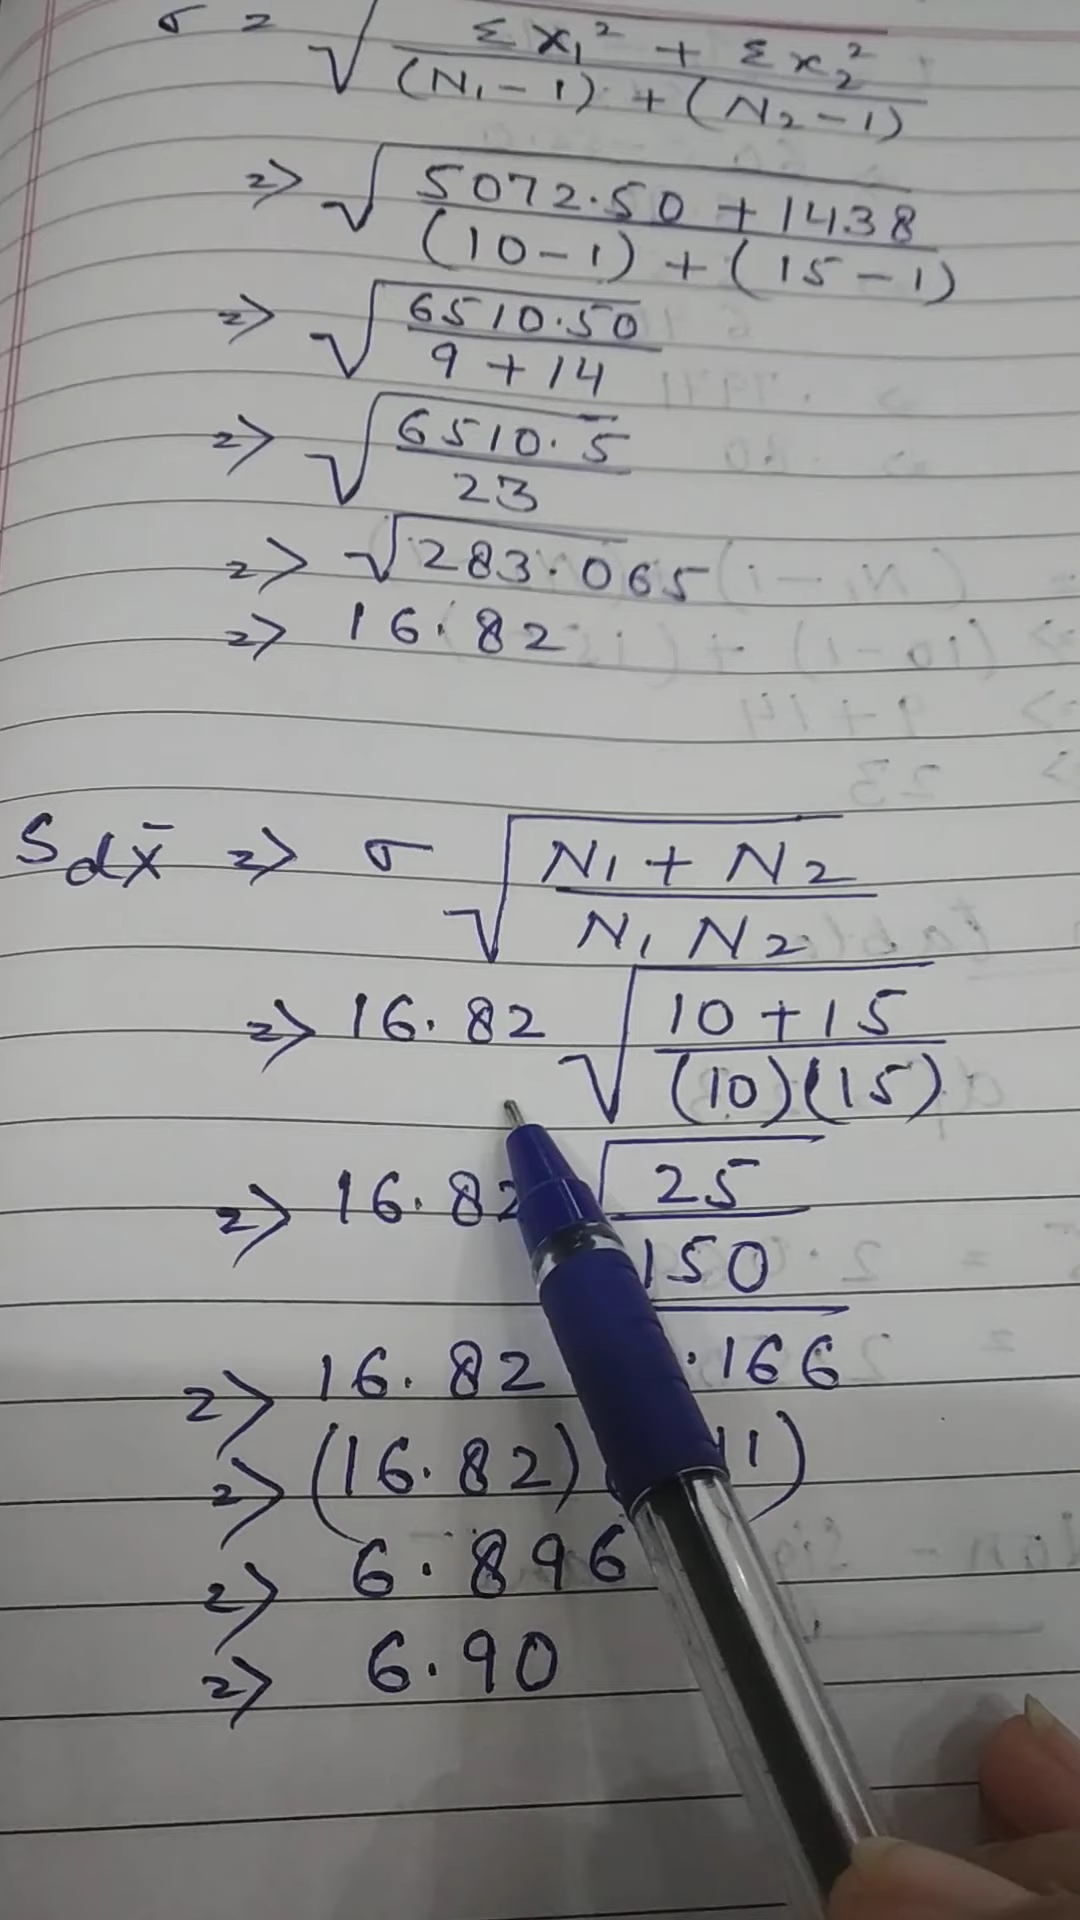 σ = √ Σx₁² + Σx₂² / (N₁ - 1) + (N₂ - 1)
=> √ 5072.50 + 1438 / (10 - 1) + (15 - 1)
=> √ 6510.50 / 9 + 14
=> √ 6510.5 / 23
=> √283.065
=> 16.82
S dx̄ => σ √ N₁ + N₂ / N₁ N₂
=> 16.82 √ 10 + 15 / (10)(15)
=> 16.82 √ 25 / 150
=> 16.82 .166
=> (16.82) 11)
=> 6.896
=> 6.90